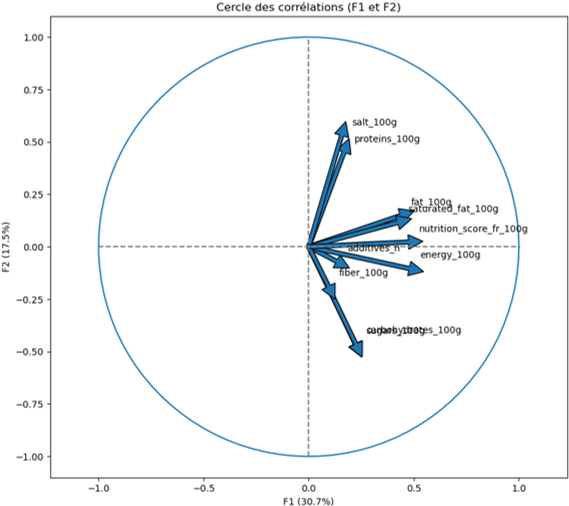 Cercle des corrélations (F1 et F2)
1.00
0.75
0.50
0.25
0.00
−0.25
−0.50
−0.75
−1.00
F2 (17.5%)
salt_100g
proteins_100g
fat_100g
saturated_fat_100g
nutrition_score_fr_100g
additives_n
energy_100g
fiber_100g
carbohydrates_100g
sugars_100g
−1.0
−0.5
0.0
0.5
1.0
F1 (30.7%)